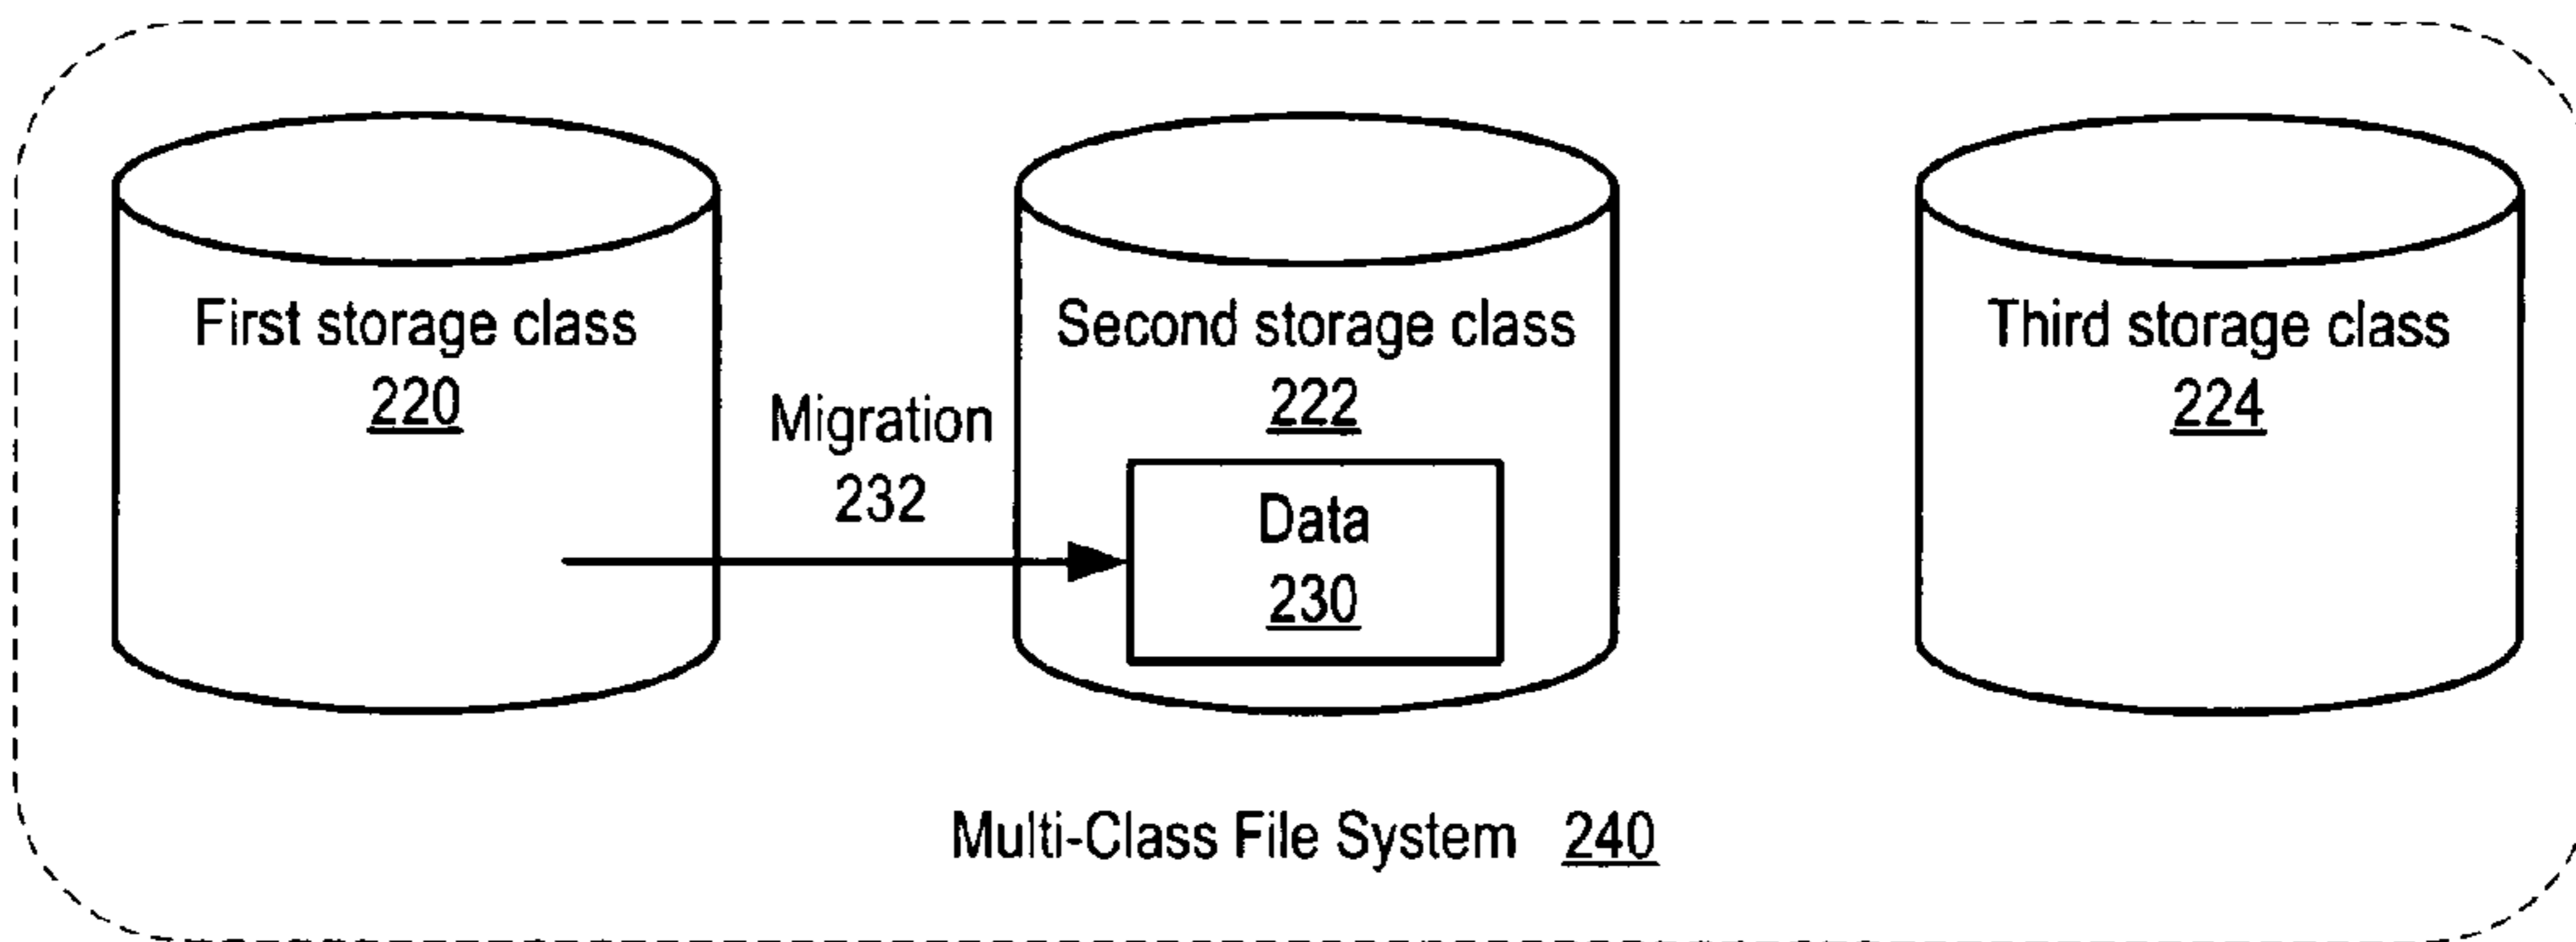 First storage class
220
Migration
232
Second storage class
222
Data
230
Third storage class
224
Multi-Class File System 240